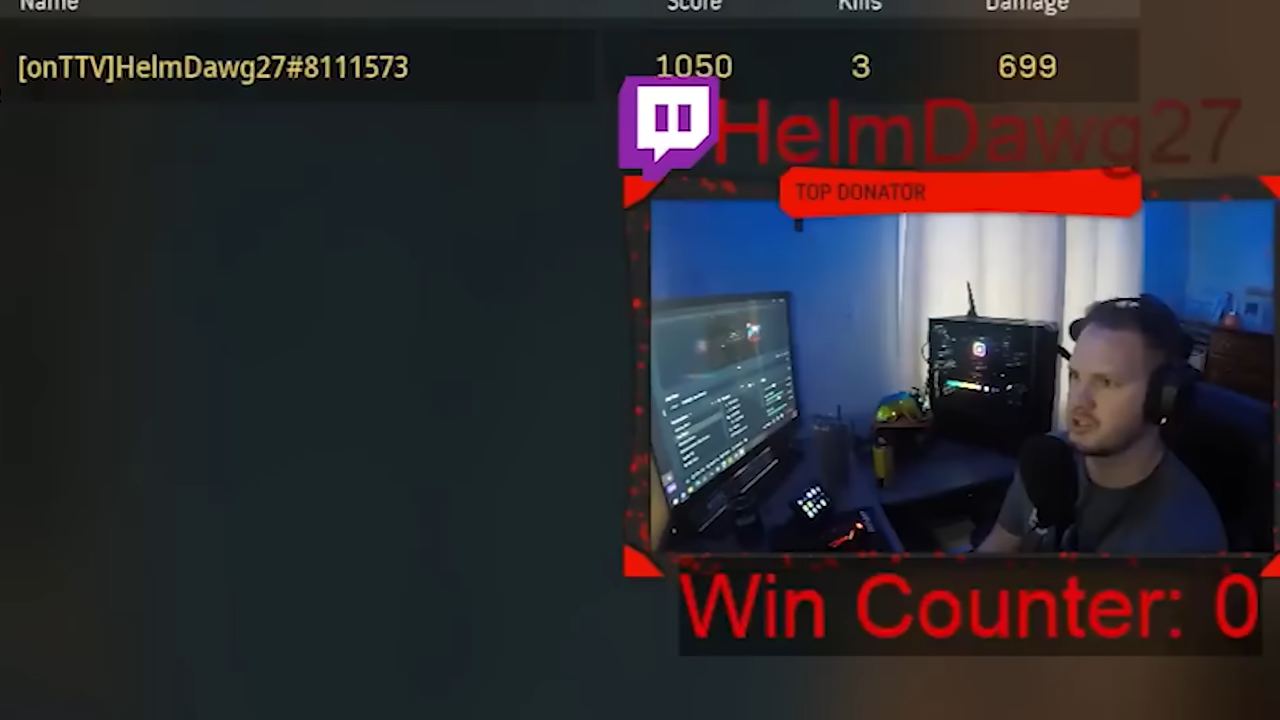 Name Score Kills Damage
[onTTV]HelmDawg27#8111573 1050 3 699
HelmDawg27
TOP DONATOR
Win Counter: 0